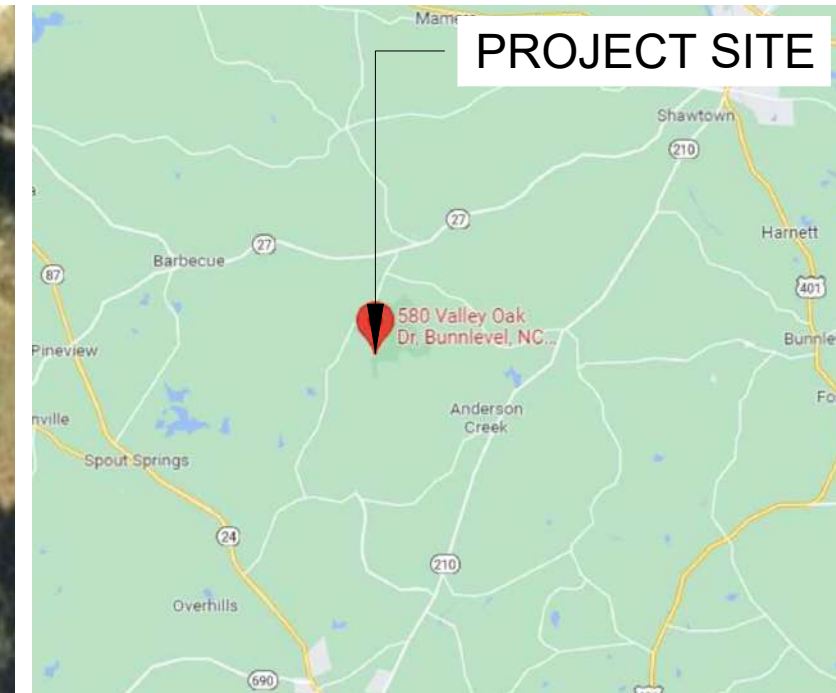 Mame
PROJECT SITE
Shawtown
210
27
Harnett
27
Barbecue
87
401
580 Valley Oak
Dr, Bunnlevel, NC...
Bunnle
Pineview
Anderson
Creek
Fo
nville
Spout Springs
24
210
Overhills
690